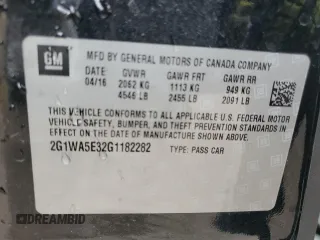 GM
MFD BY GENERAL MOTORS OF CANADA COMPANY
DATE GVWR GAWR FRT GAWR RR
04/16 2062 KG 1113 KG 949 KG
4546 LB 2455 LB 2091 LB
THIS VEHICLE CONFORMS TO ALL APPLICABLE U.S. FEDERAL MOTOR
VEHICLE SAFETY, BUMPER, AND THEFT PREVENTION STANDARDS IN
EFFECT ON THE DATE OF MANUFACTURE SHOWN ABOVE.
2G1WA5E32G1182282 TYPE: PASS CAR